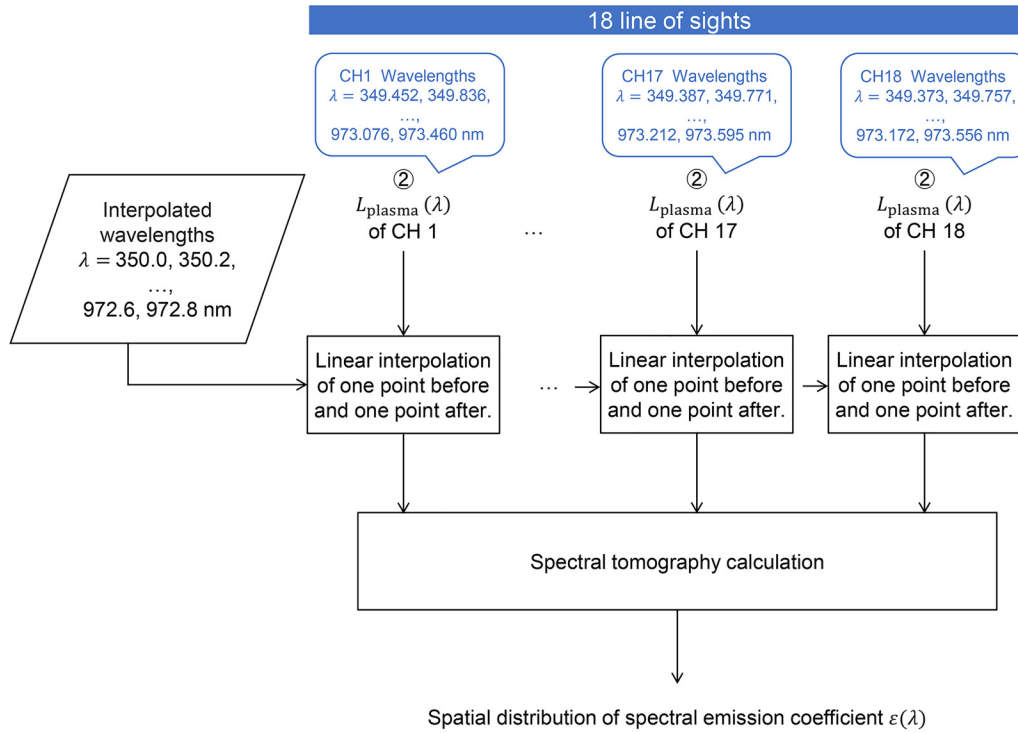 18 line of sights
CH1 Wavelengths
λ = 349.452, 349.836,
…,
973.076, 973.460 nm
CH17 Wavelengths
λ = 349.387, 349.771,
…,
973.212, 973.595 nm
CH18 Wavelengths
λ = 349.373, 349.757,
…,
973.172, 973.556 nm
②
L_plasma (λ)
of CH 1
…
②
L_plasma (λ)
of CH 17
②
L_plasma (λ)
of CH 18
Interpolated
wavelengths
λ = 350.0, 350.2,
…,
972.6, 972.8 nm
Linear interpolation
of one point before
and one point after.
…
Linear interpolation
of one point before
and one point after.
Linear interpolation
of one point before
and one point after.
Spectral tomography calculation
Spatial distribution of spectral emission coefficient ε(λ)